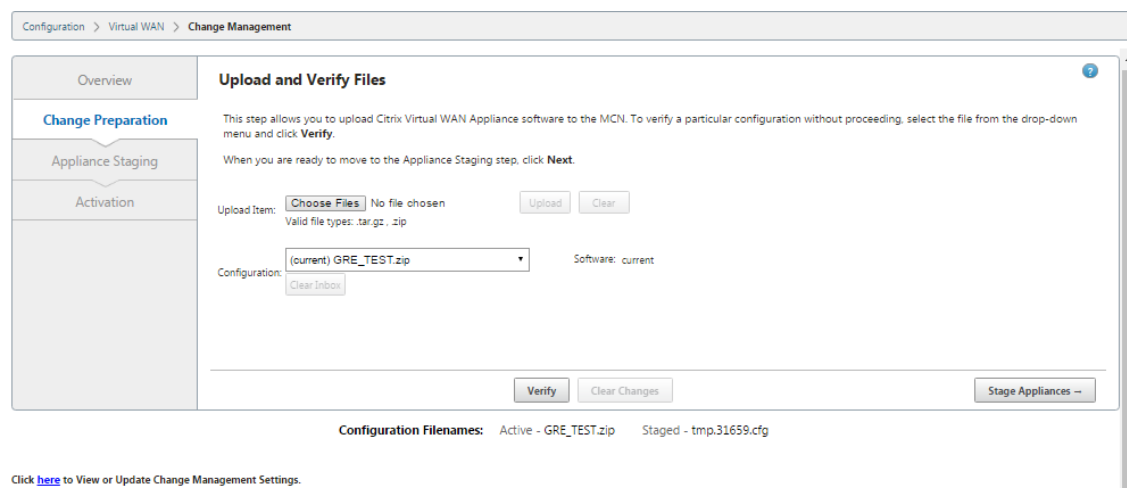 Configuration > Virtual WAN > Change Management
Overview
Change Preparation
Appliance Staging
Activation
Upload and Verify Files
?
This step allows you to upload Citrix Virtual WAN Appliance software to the MCN. To verify a particular configuration without proceeding, select the file from the drop-down
menu and click Verify.
When you are ready to move to the Appliance Staging step, click Next.
Upload Item: Choose Files No file chosen Upload Clear
Valid file types: .tar.gz , .zip
Configuration: (current) GRE_TEST.zip Software: current
Clear Inbox
Verify Clear Changes Stage Appliances →
Configuration Filenames: Active - GRE_TEST.zip Staged - tmp.31659.cfg
Click here to View or Update Change Management Settings.